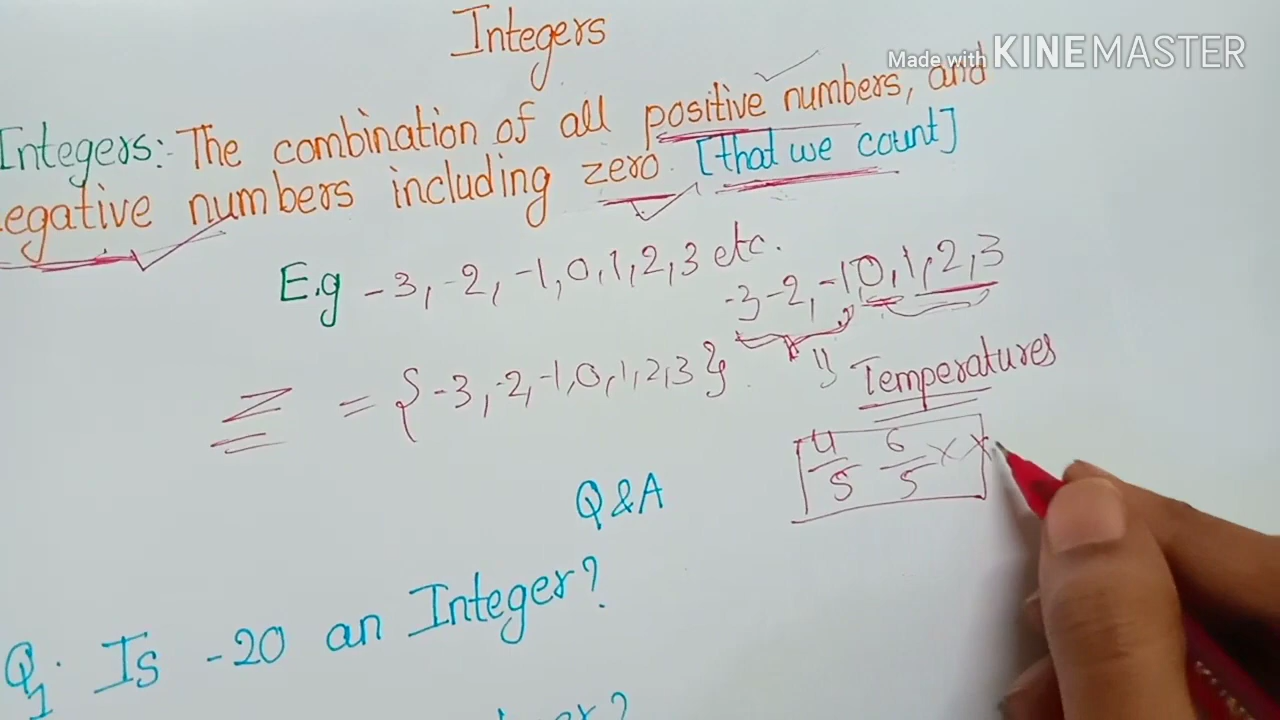 Integers
Made with KINEMASTER
Integers:- The combination of all positive numbers, and
egative numbers including zero. [that we count]
E.g -3, -2, -1, 0, 1, 2, 3 etc.
-3 -2, -1, 0, 1, 2, 3
Z = {-3, -2, -1, 0, 1, 2, 3}
Temperatures
4/5 6/5 x x
Q & A
Q1. Is -20 an Integer?